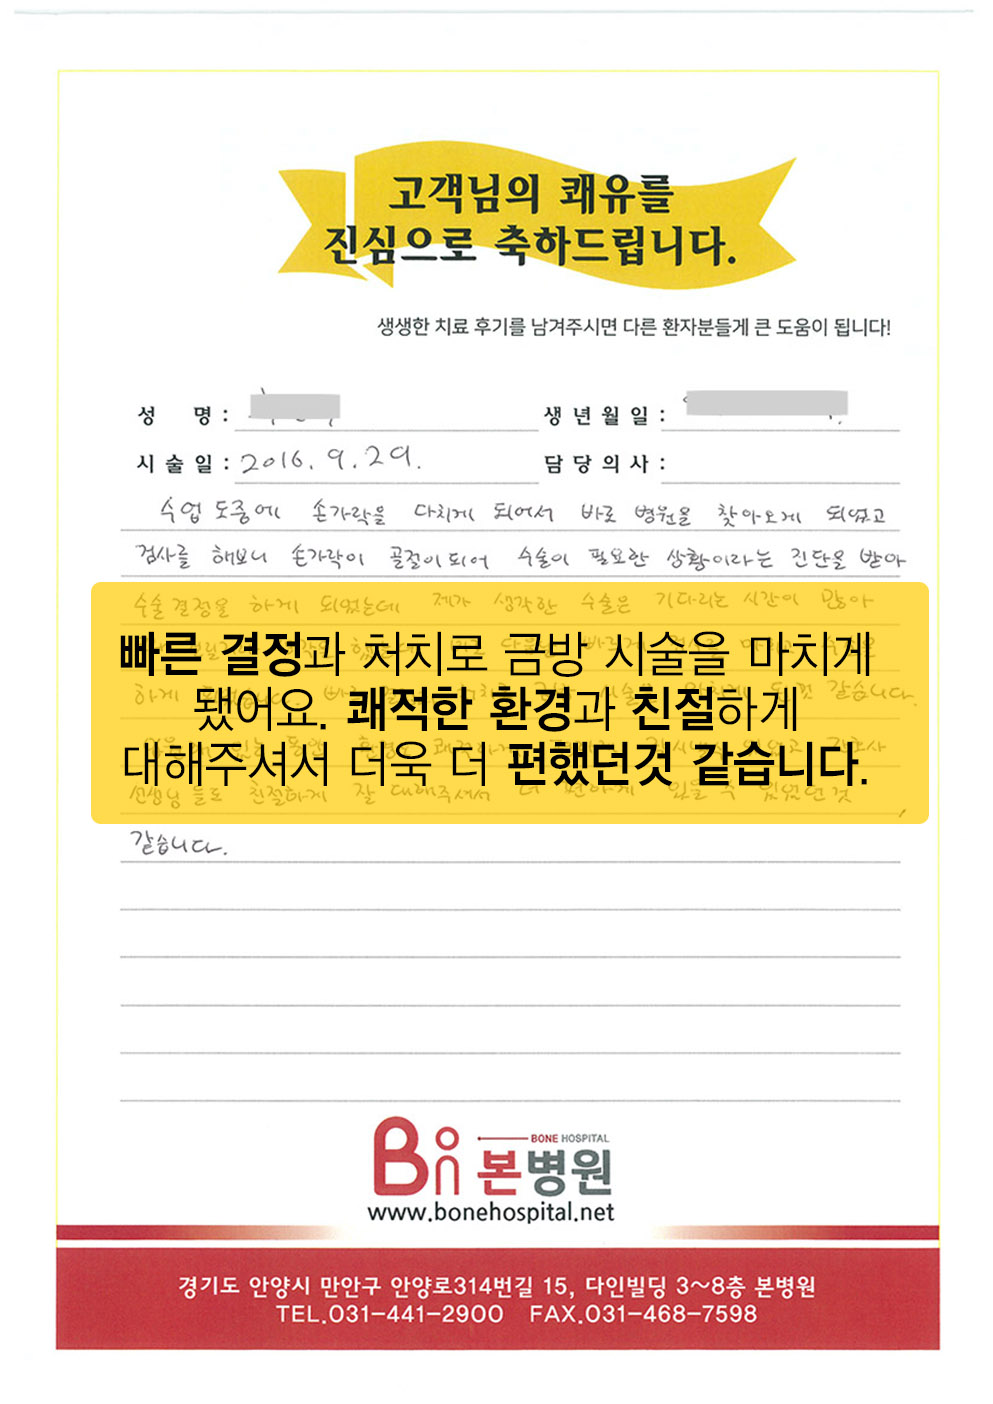 고객님의 쾌유를
진심으로 축하드립니다.
생생한 치료 후기를 남겨주시면 다른 환자분들게 큰 도움이 됩니다!
성 명 :
생 년 월 일 :
시 술 일 : 2016. 9. 29.
담 당 의 사 :
수업 도중에 손가락을 다치게 되어서 바로 병원을 찾아오게 되었고
검사를 해보니 손가락이 골절이 되어 수술이 필요한 상황이라는 진단을 받아
수술 결정을 하게 되었는데 제가 생각한 수술은 기다리는 시간이 많아
빠른 결정과 처치로 금방 시술을 마치게
됐어요. 쾌적한 환경과 친절하게
대해주셔서 더욱 더 편했던것 같습니다.
하게 같습니다.
선생님 들도 친절하게 잘 대해주셔서 더 편하게 있을 수 있었던것
같습니다.
BONE HOSPITAL
Bon 본병원
www.bonehospital.net
경기도 안양시 만안구 안양로314번길 15, 다인빌딩 3~8층 본병원
TEL.031-441-2900 FAX.031-468-7598